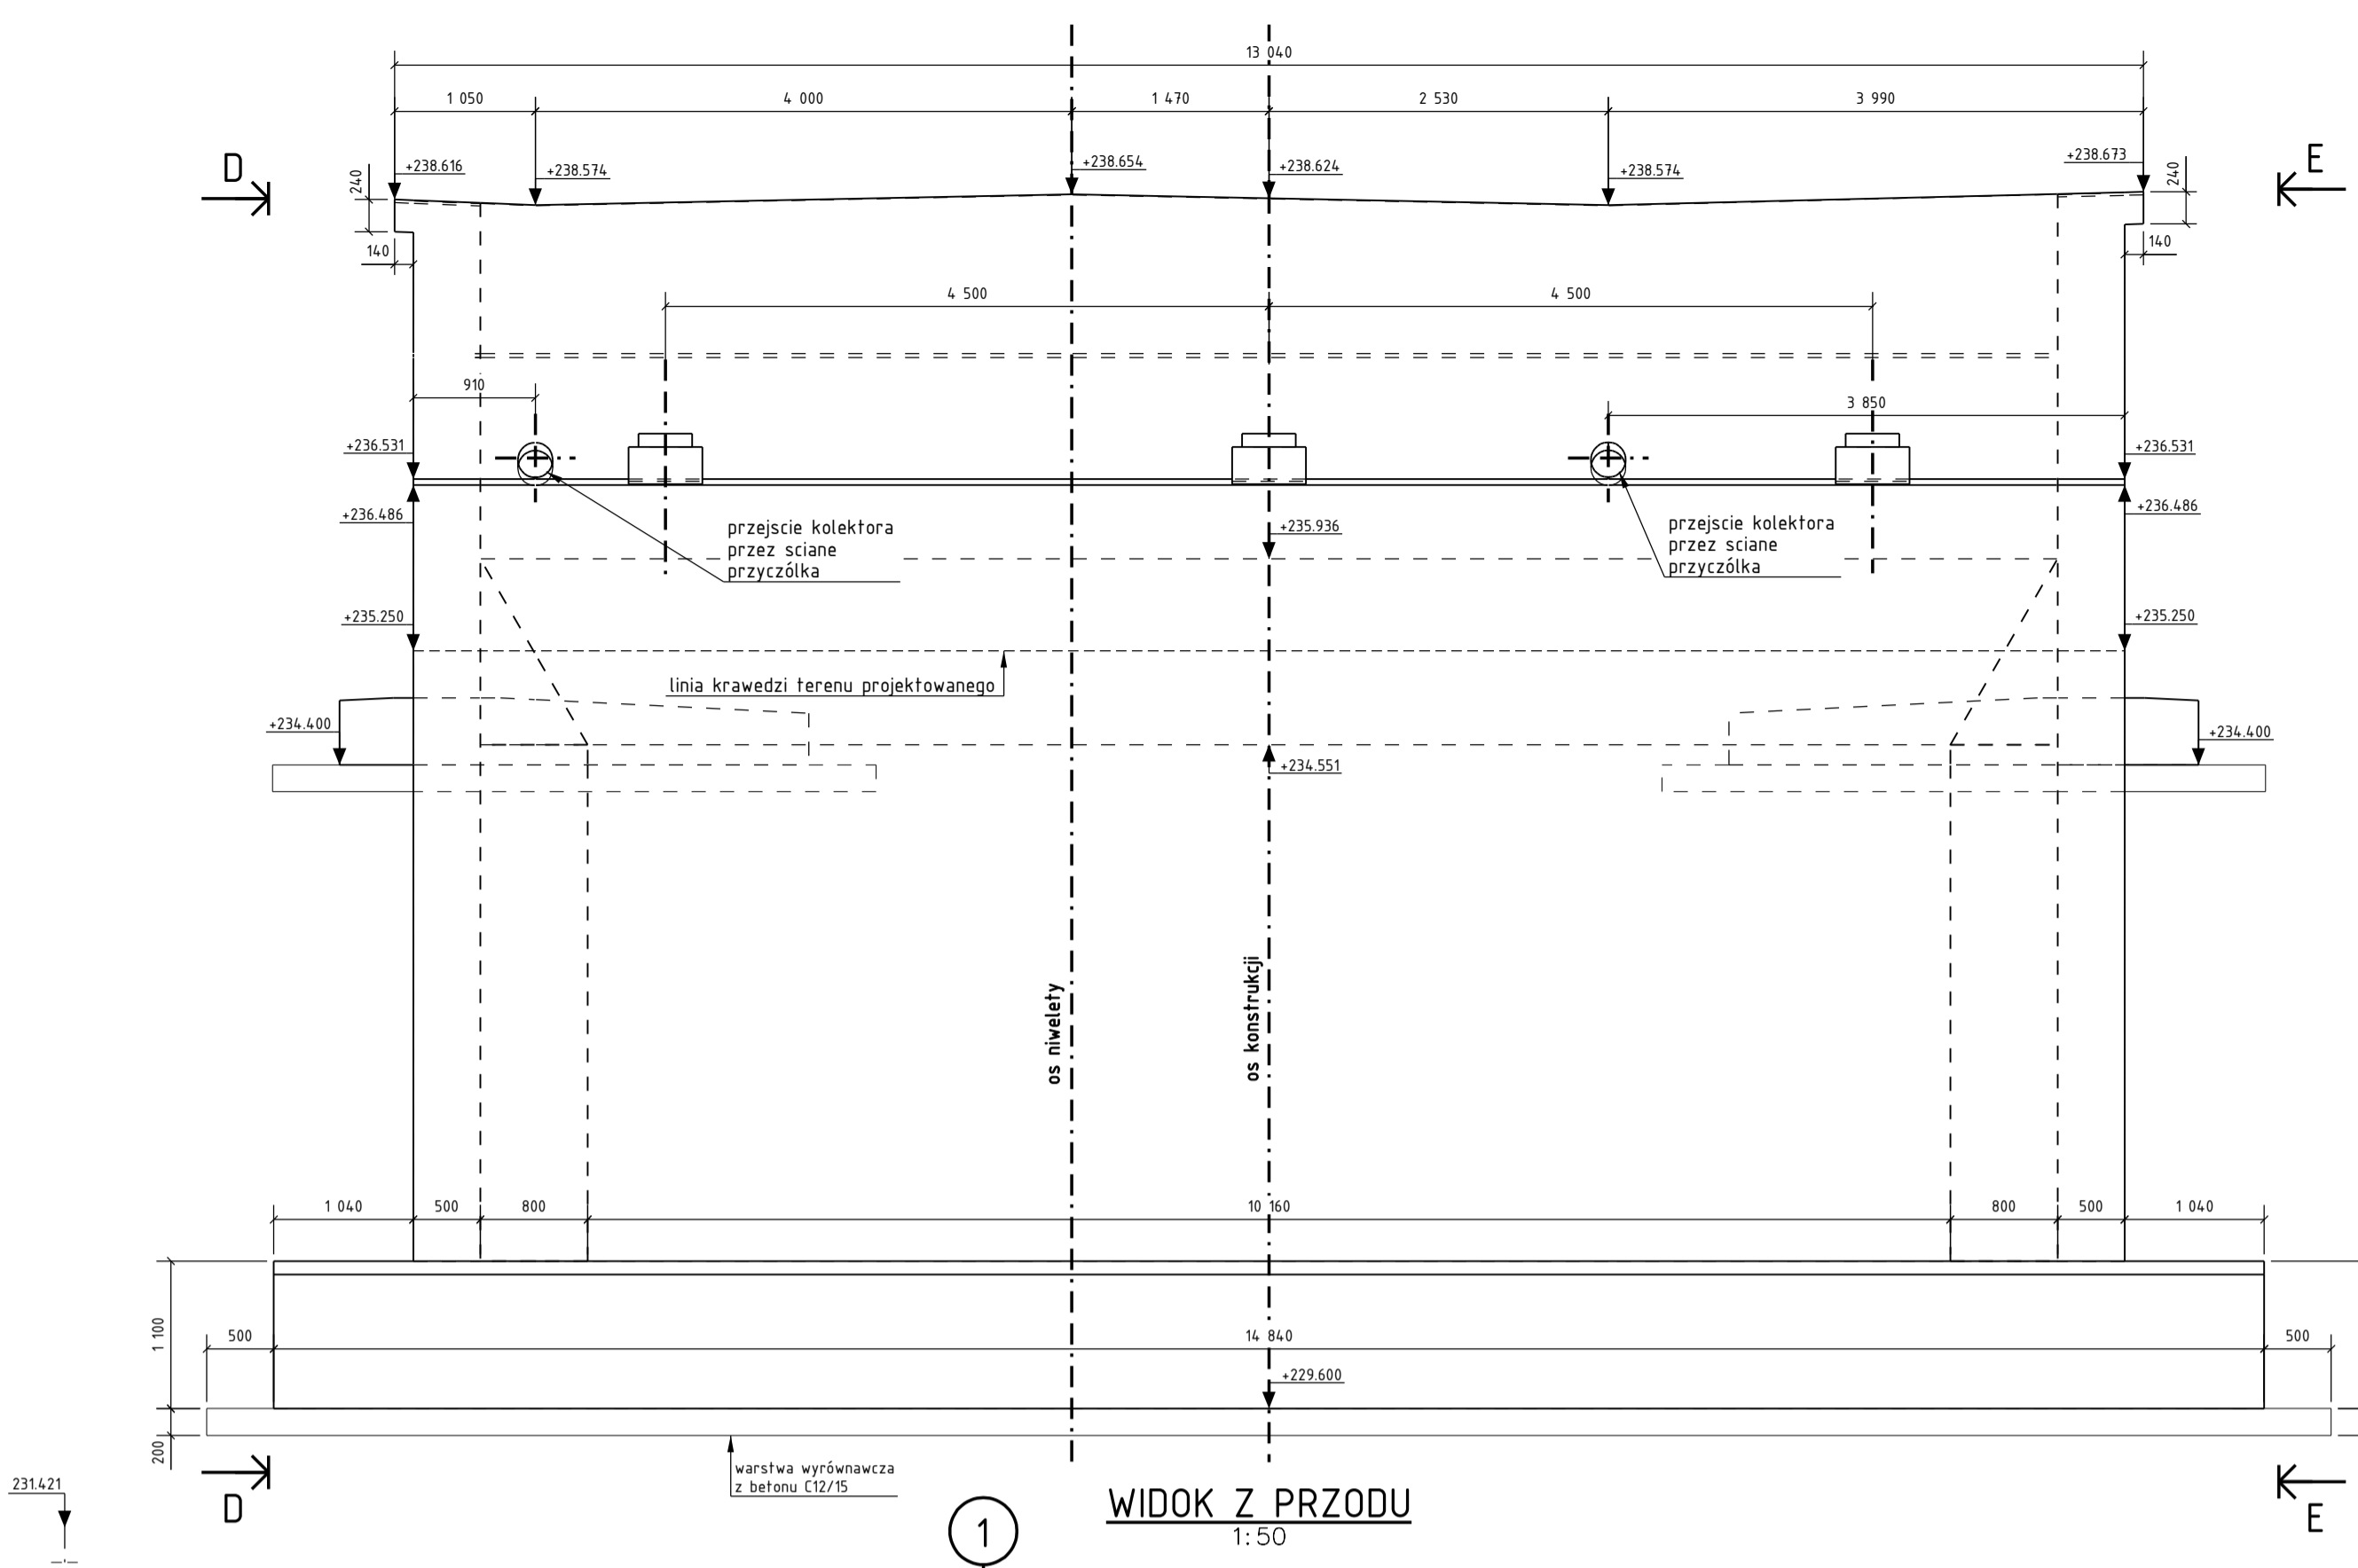 13 040
1 050
4 000
1 470
2 530
3 990
D
E
+238.616
+238.574
+238.654
+238.624
+238.574
+238.673
240
240
140
140
4 500
4 500
910
3 850
+236.531
+236.531
+236.486
+236.486
przejscie kolektora
przez sciane
przyczólka
+235.936
przejscie kolektora
przez sciane
przyczólka
+235.250
+235.250
linia krawedzi terenu projektowanego
+234.400
+234.400
+234.551
os niwelety
os konstrukcji
1 040
500
800
10 160
800
500
1 040
1 100
500
14 840
500
+229.600
200
231.421
D
warstwa wyrównawcza
z betonu C12/15
1
WIDOK Z PRZODU
1:50
E